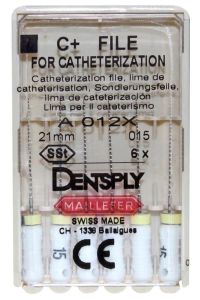 C+ FILE
FOR CATHETERIZATION
Catheterization file, lime de
cathetérisation, Sondierungsfeile,
lima de cateterización
Lima per il cateterismo
A 012X
21mm 015
SSt 6 x
DENTSPLY
MAILLEFER
SWISS MADE
CH - 1338 Ballaigues
15 CE 15